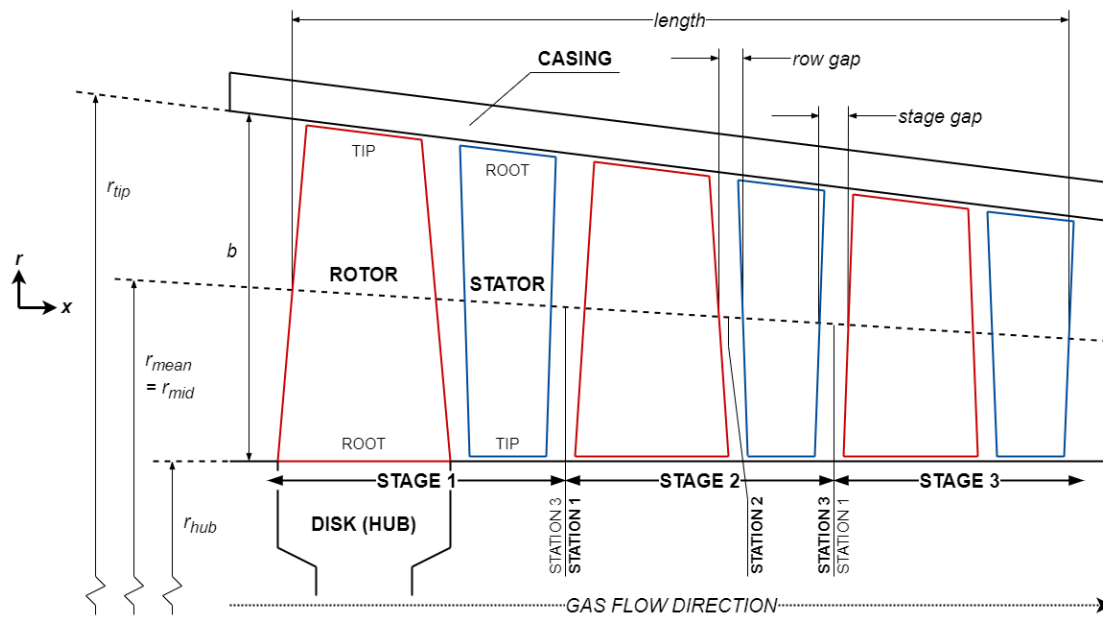 length
CASING
row gap
stage gap
TIP
ROOT
r_tip
b
r
x
ROTOR
STATOR
r_mean
= r_mid
ROOT
TIP
STAGE 1
STAGE 2
STAGE 3
r_hub
DISK (HUB)
STATION 3
STATION 1
STATION 2
STATION 3
STATION 1
GAS FLOW DIRECTION